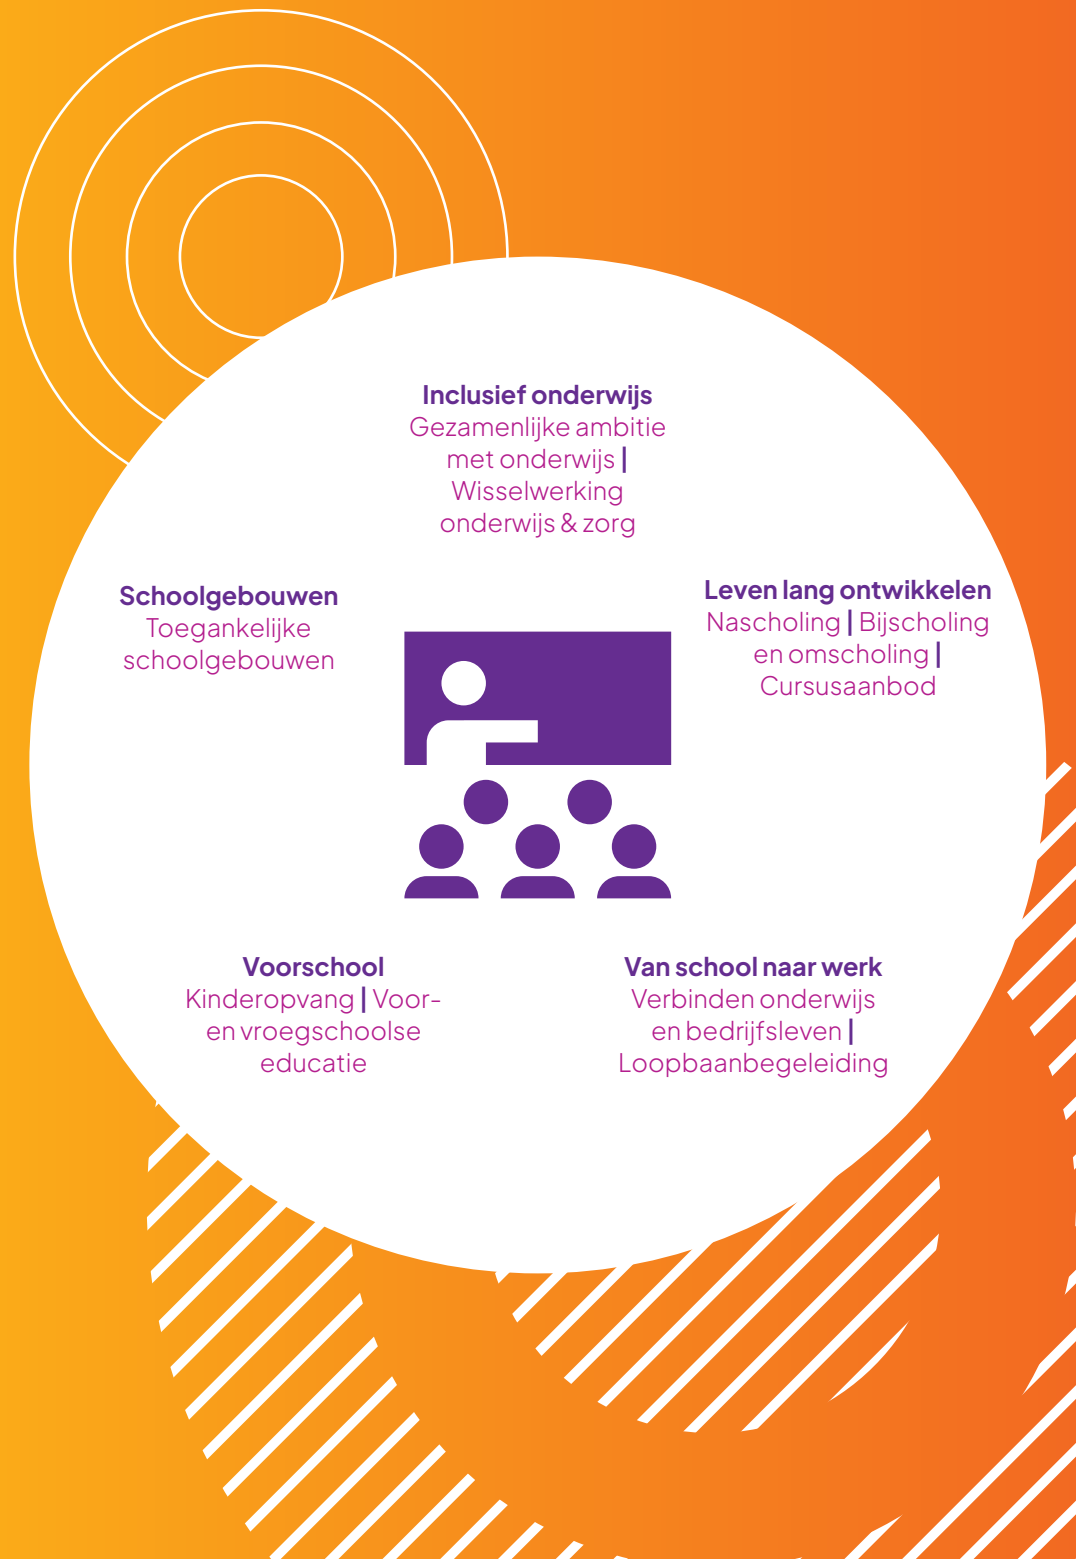 Inclusief onderwijs
Gezamenlijke ambitie
met onderwijs |
Wisselwerking
onderwijs & zorg
Schoolgebouwen
Toegankelijke
schoolgebouwen
Leven lang ontwikkelen
Nascholing | Bijscholing
en omscholing |
Cursusaanbod
Voorschool
Kinderopvang | Voor-
en vroegschoolse
educatie
Van school naar werk
Verbinden onderwijs
en bedrijfsleven |
Loopbaanbegeleiding